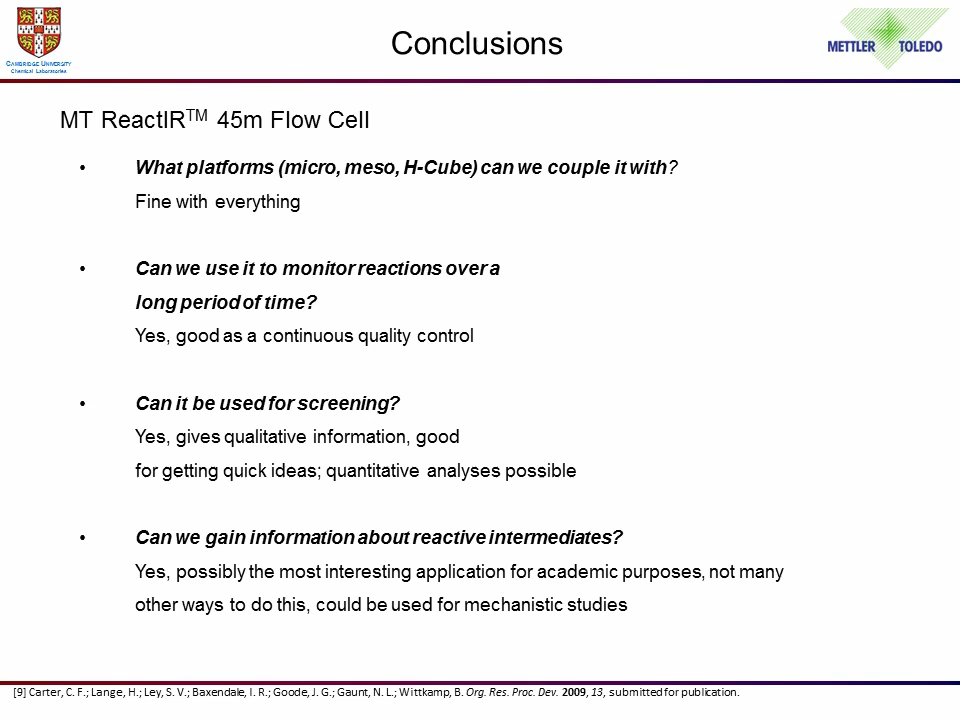 Conclusions
CAMBRIDGE UNIVERSITY
Chemical Laboratories
METTLER TOLEDO
MT ReactIRTM 45m Flow Cell
• What platforms (micro, meso, H-Cube) can we couple it with?
Fine with everything
• Can we use it to monitor reactions over a
long period of time?
Yes, good as a continuous quality control
• Can it be used for screening?
Yes, gives qualitative information, good
for getting quick ideas; quantitative analyses possible
• Can we gain information about reactive intermediates?
Yes, possibly the most interesting application for academic purposes, not many
other ways to do this, could be used for mechanistic studies
[9] Carter, C. F.; Lange, H.; Ley, S. V.; Baxendale, I. R.; Goode, J. G.; Gaunt, N. L.; Wittkamp, B. Org. Res. Proc. Dev. 2009, 13, submitted for publication.